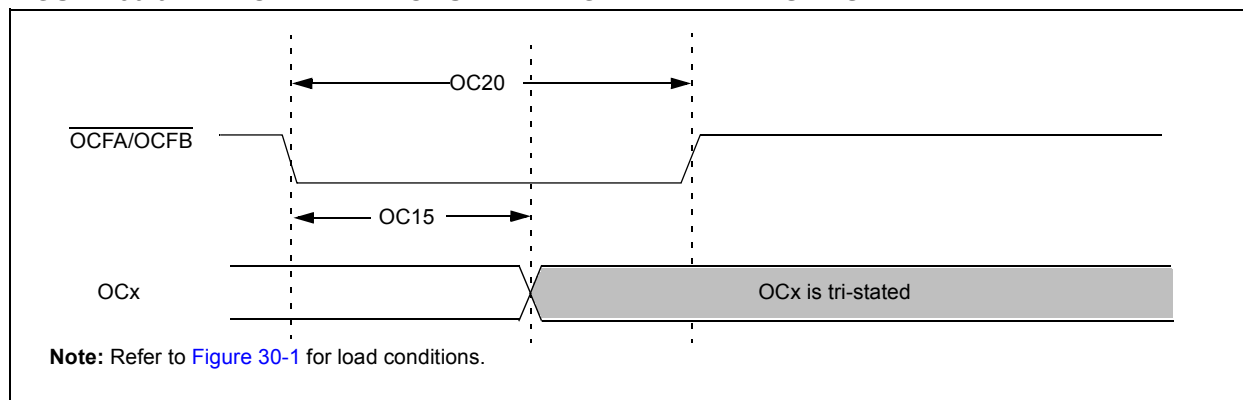 OC20
OCFA/OCFB
OC15
OCx
OCx is tri-stated
Note: Refer to Figure 30-1 for load conditions.